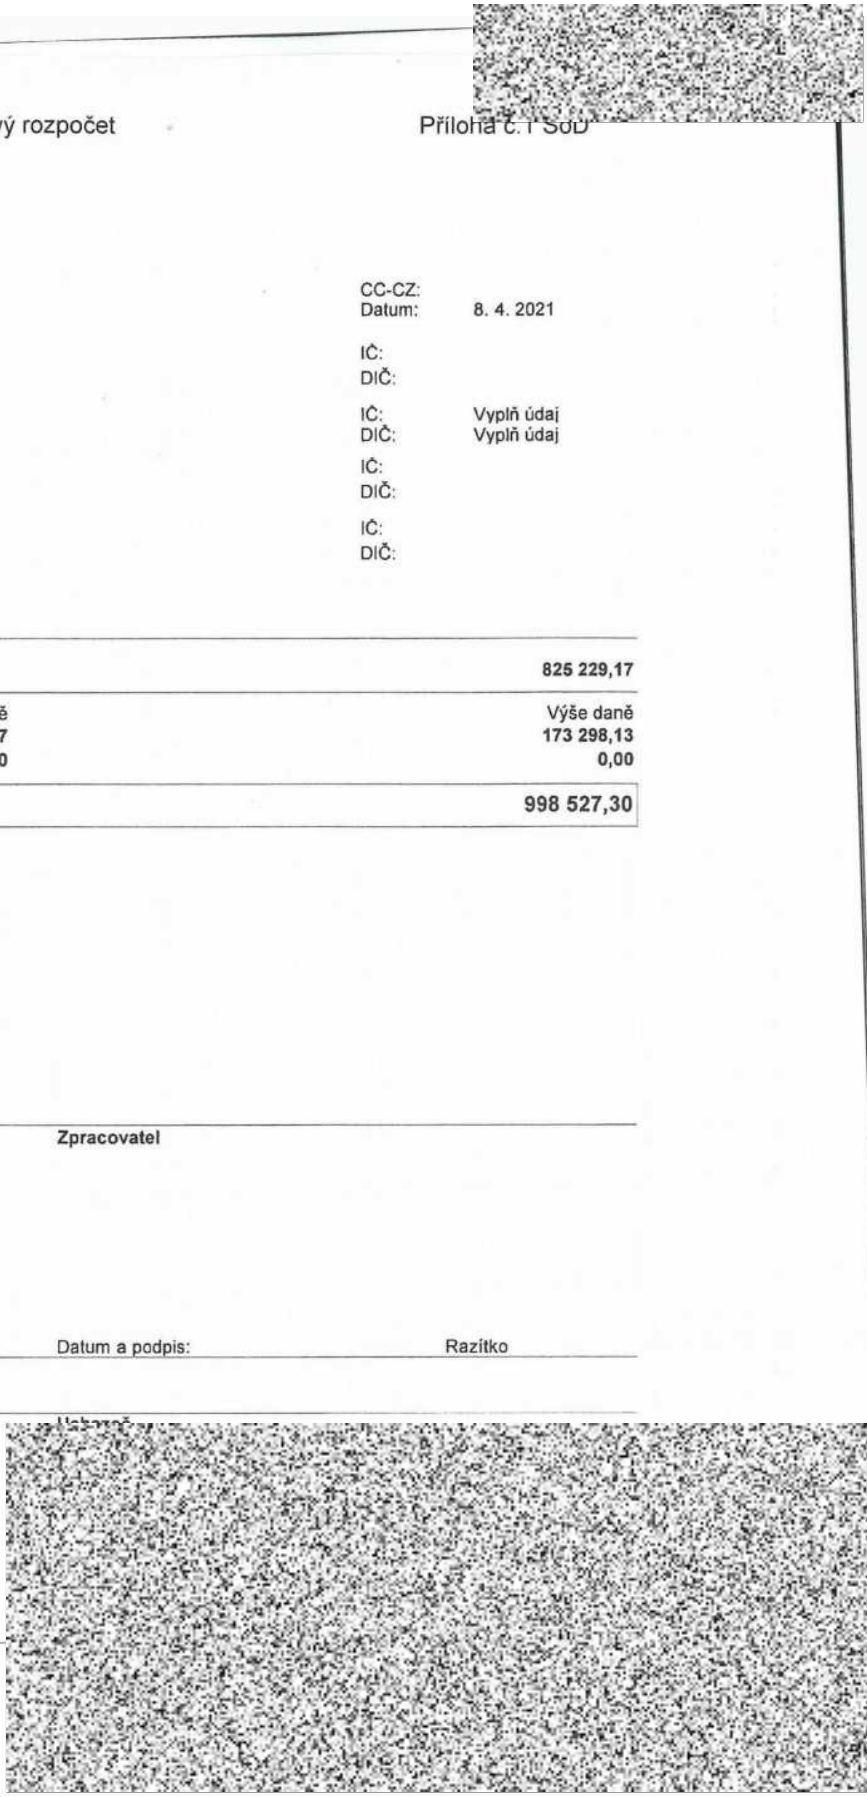 ý rozpočet Příloha č.1 SoD
CC-CZ:
Datum: 8. 4. 2021
IČ:
DIČ:
IČ: Vyplň údaj
DIČ: Vyplň údaj
IČ:
DIČ:
IČ:
DIČ:
825 229,17
ě Výše daně
7 173 298,13
0 0,00
998 527,30
Zpracovatel
Datum a podpis: Razítko